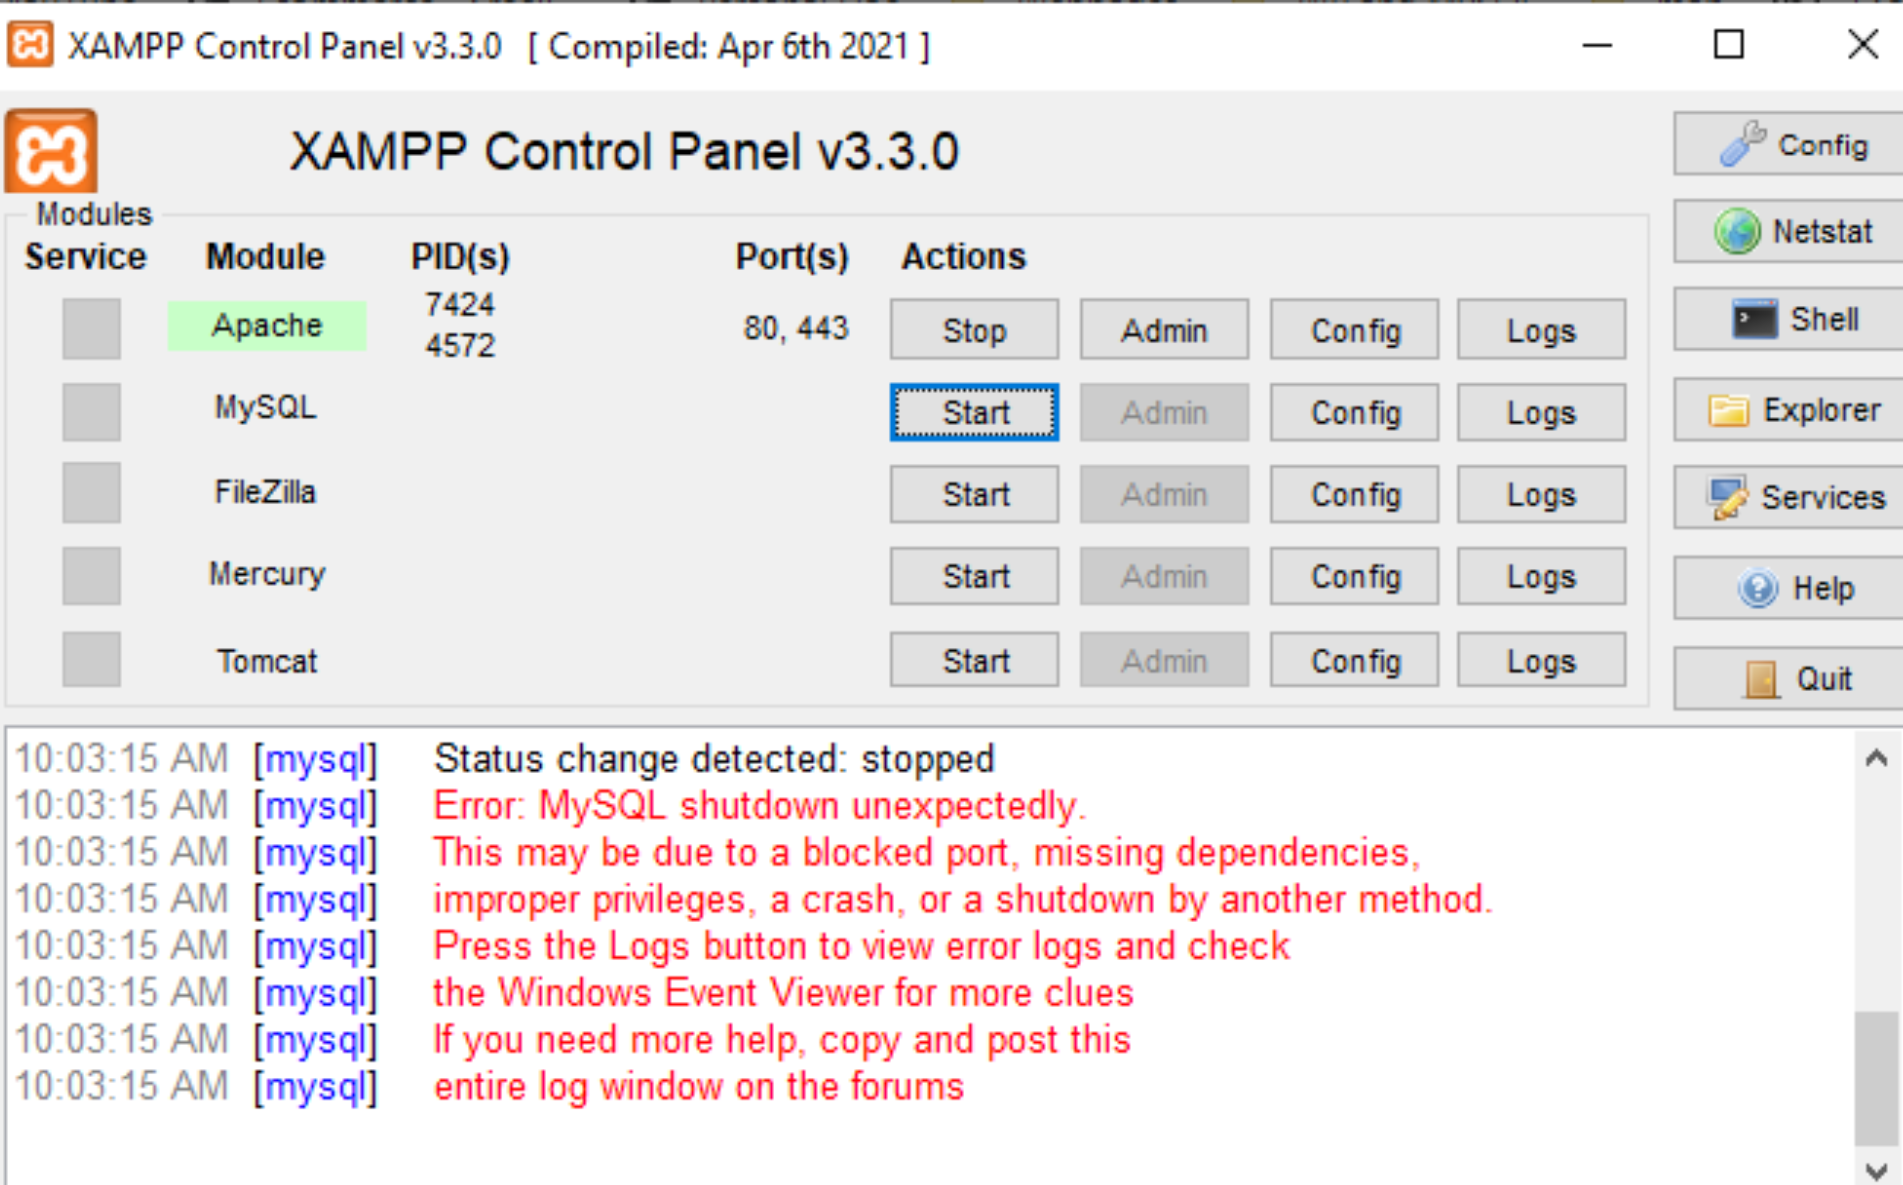 XAMPP Control Panel v3.3.0 [ Compiled: Apr 6th 2021 ]
XAMPP Control Panel v3.3.0
Config
Modules
Service Module PID(s) Port(s) Actions
Netstat
Apache 7424 4572 80, 443 Stop Admin Config Logs
Shell
MySQL Start Admin Config Logs
Explorer
FileZilla Start Admin Config Logs
Services
Mercury Start Admin Config Logs
Help
Tomcat Start Admin Config Logs
Quit
10:03:15 AM [mysql] Status change detected: stopped
10:03:15 AM [mysql] Error: MySQL shutdown unexpectedly.
10:03:15 AM [mysql] This may be due to a blocked port, missing dependencies,
10:03:15 AM [mysql] improper privileges, a crash, or a shutdown by another method.
10:03:15 AM [mysql] Press the Logs button to view error logs and check
10:03:15 AM [mysql] the Windows Event Viewer for more clues
10:03:15 AM [mysql] If you need more help, copy and post this
10:03:15 AM [mysql] entire log window on the forums